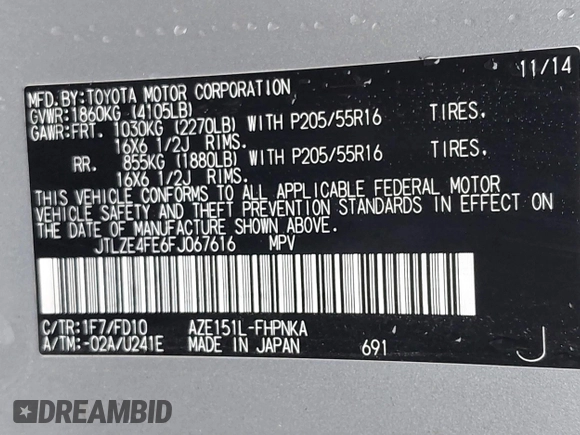 11/14
MFD.BY:TOYOTA MOTOR CORPORATION
GVWR:1860KG (4105LB)
GAWR:FRT. 1030KG (2270LB) WITH P205/55R16 TIRES.
16X6 1/2J RIMS.
RR. 855KG (1880LB) WITH P205/55R16 TIRES.
16X6 1/2J RIMS.
THIS VEHICLE CONFORMS TO ALL APPLICABLE FEDERAL MOTOR
VEHICLE SAFETY AND THEFT PREVENTION STANDARDS IN EFFECT ON
THE DATE OF MANUFACTURE SHOWN ABOVE.
JTLZE4FE6FJ067616 MPV
C/TR:1F7/FD10 AZE151L-FHPNKA
A/TM:-02A/U241E MADE IN JAPAN 691 J
DREAMBID